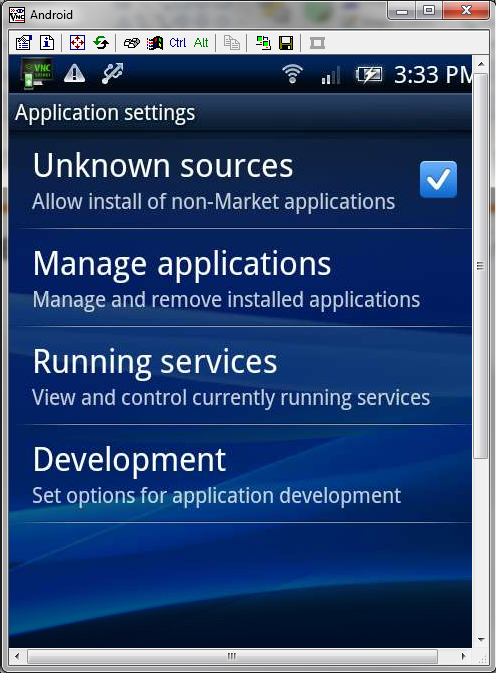 Android
Ctrl Alt
VNC
3:33 PM
Application settings
Unknown sources
Allow install of non-Market applications
Manage applications
Manage and remove installed applications
Running services
View and control currently running services
Development
Set options for application development